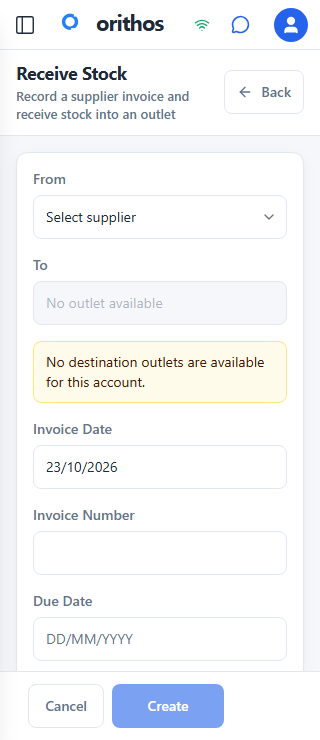 orithos
Receive Stock
Record a supplier invoice and
receive stock into an outlet
Back
From
Select supplier
To
No outlet available
No destination outlets are available
for this account.
Invoice Date
23/10/2026
Invoice Number
Due Date
DD/MM/YYYY
Cancel
Create